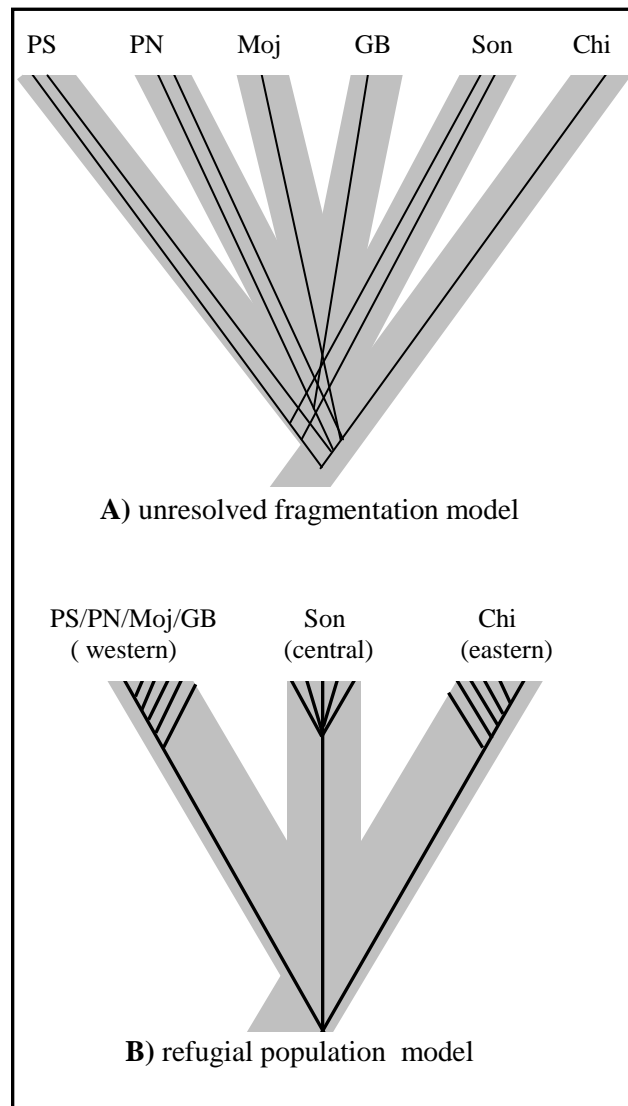 PS PN Moj GB Son Chi
A) unresolved fragmentation model
PS/PN/Moj/GB Son Chi
( western) (central) (eastern)
B) refugial population model